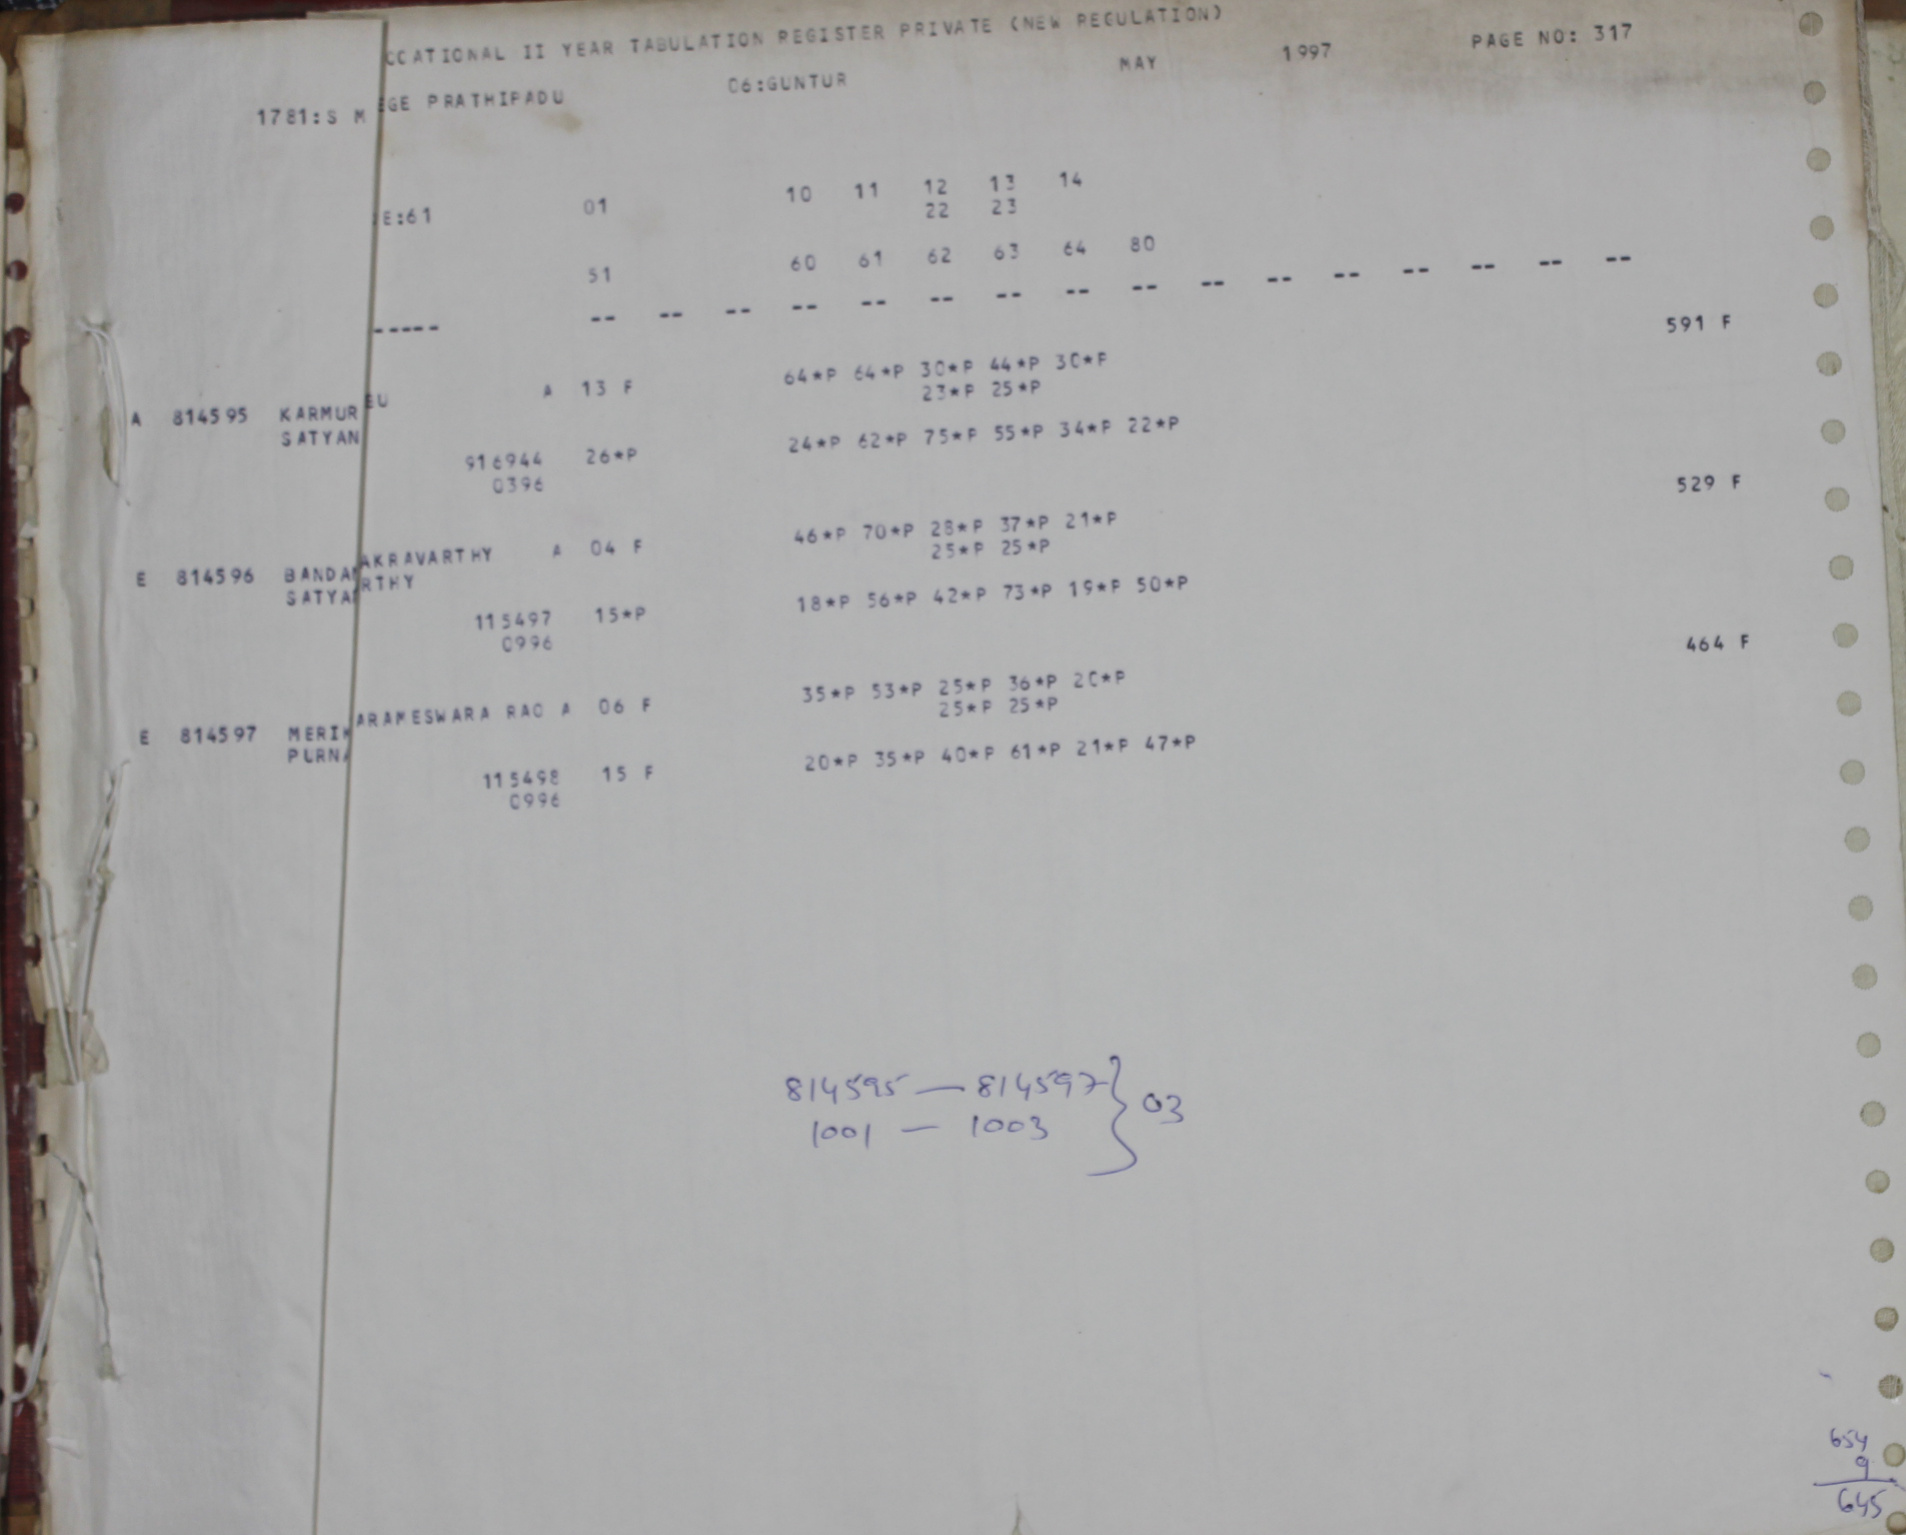 CCATIONAL II YEAR TABULATION REGISTER PRIVATE (NEW REGULATION)
1781:S M EGE PRATHIPADU 06:GUNTUR MAY 1997 PAGE NO: 317
E:61 01 10 11 12 13 14
22 23
51 60 61 62 63 64 80
----- -- -- -- -- -- -- -- -- -- -- -- -- -- -- -- --
591 F
A 814595 KARMUR EU A 13 F 64*P 64*P 30*P 44*P 30*P
SATYAN 23*P 25*P
916944 26*P 24*P 62*P 75*P 55*P 34*P 22*P
0396
529 F
E 814596 BANDA AKRAVARTHY A 04 F 46*P 70*P 28*P 37*P 21*P
SATYA RTHY 25*P 25*P
115497 15*P 18*P 56*P 42*P 73*P 19*P 50*P
0996
464 F
E 814597 MERI ARAMESWARA RAO A 06 F 35*P 53*P 25*P 36*P 20*P
PURNA 25*P 25*P
115498 15 F 20*P 35*P 40*P 61*P 21*P 47*P
0996
814595 — 814597 } 03
1001 — 1003
654
9
645